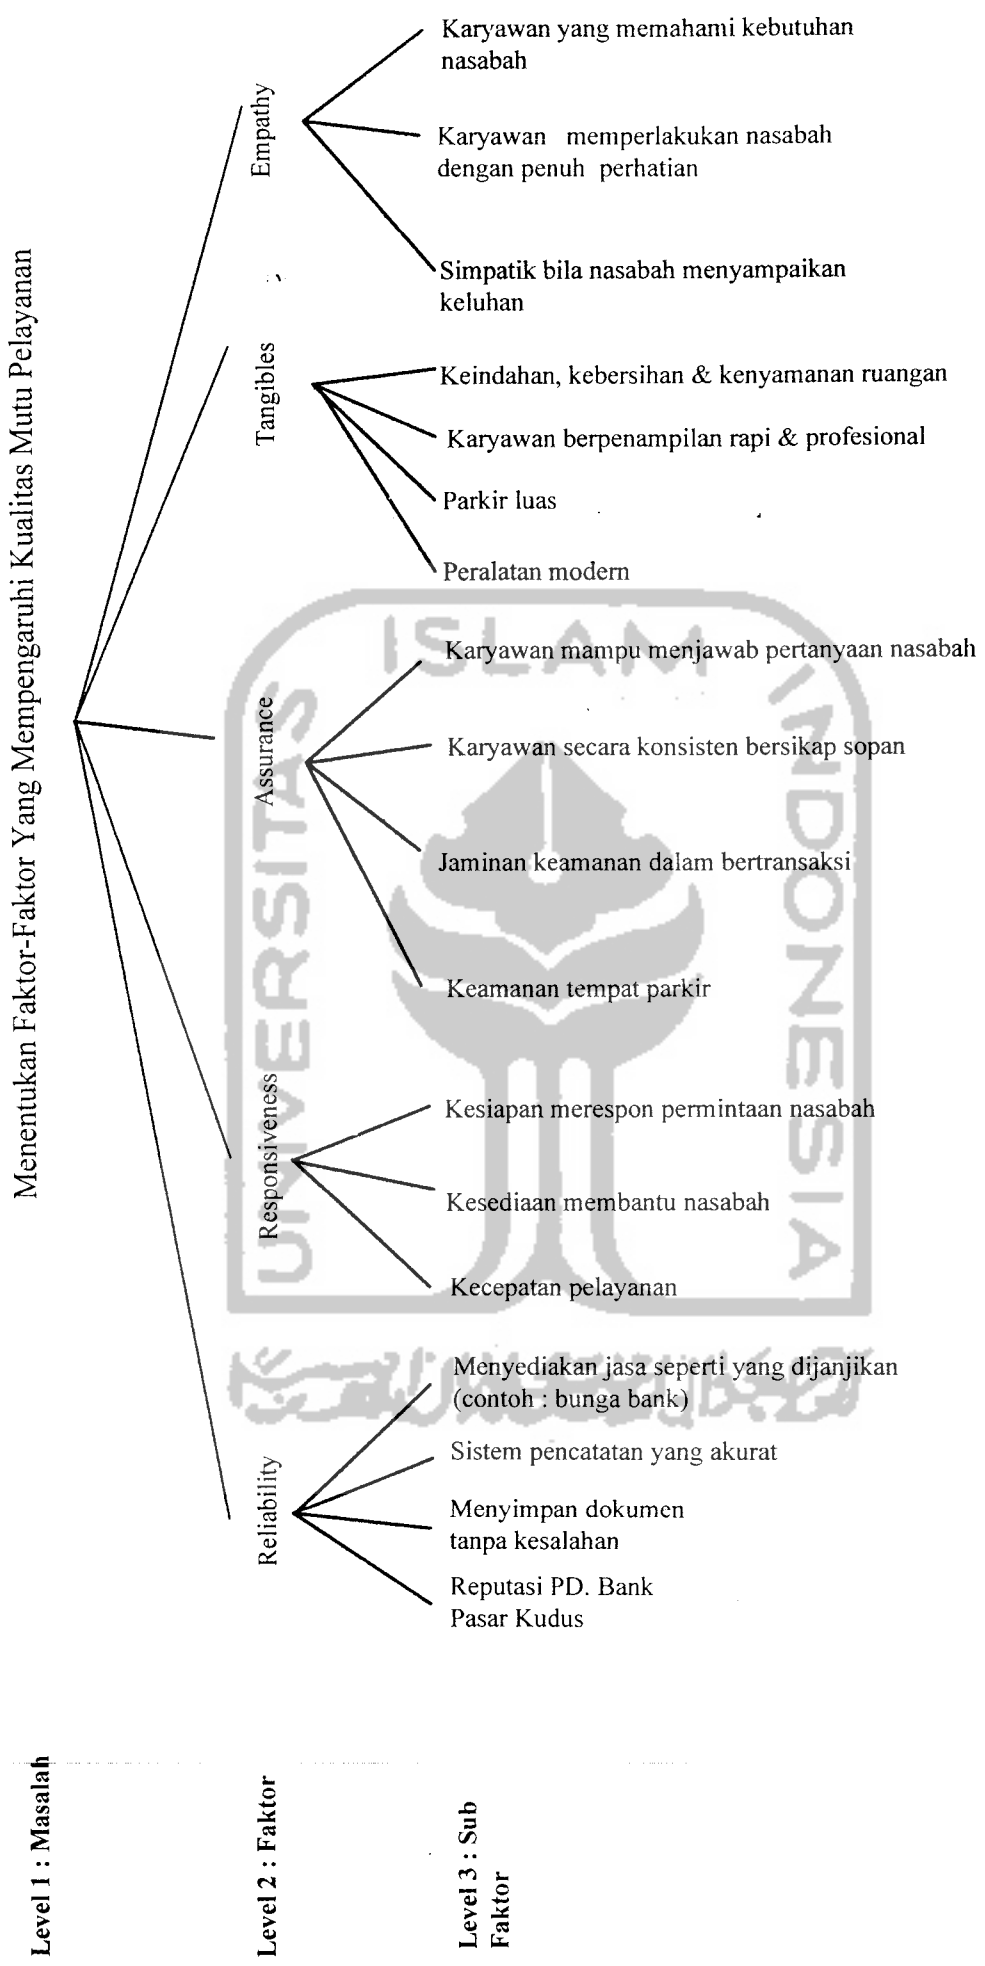 Menentukan Faktor-Faktor Yang Mempengaruhi Kualitas Mutu Pelayanan
Empathy
Karyawan yang memahami kebutuhan
nasabah
Karyawan memperlakukan nasabah
dengan penuh perhatian
Simpatik bila nasabah menyampaikan
keluhan
Tangibles
Keindahan, kebersihan & kenyamanan ruangan
Karyawan berpenampilan rapi & profesional
Parkir luas
Peralatan modern
Assurance
Karyawan mampu menjawab pertanyaan nasabah
Karyawan secara konsisten bersikap sopan
Jaminan keamanan dalam bertransaksi
Keamanan tempat parkir
Responsiveness
Kesiapan merespon permintaan nasabah
Kesediaan membantu nasabah
Kecepatan pelayanan
Reliability
Menyediakan jasa seperti yang dijanjikan
(contoh : bunga bank)
Sistem pencatatan yang akurat
Menyimpan dokumen
tanpa kesalahan
Reputasi PD. Bank
Pasar Kudus
Level 1 : Masalah
Level 2 : Faktor
Level 3 : Sub
Faktor
UNIVERSITAS
ISLAM
INDONESIA